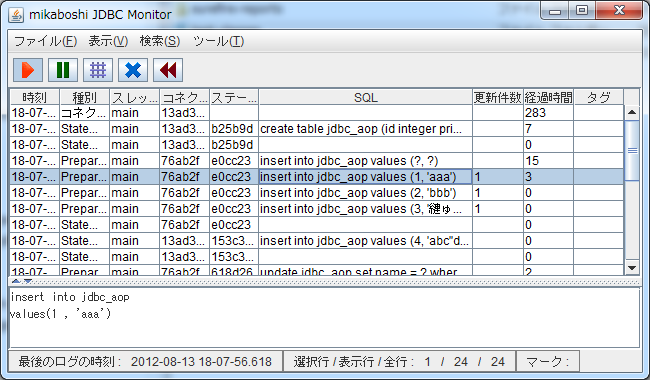 mikaboshi JDBC Monitor
ファイル(F) 表示(V) 検索(S) ツール(T)
時刻 種別 スレッ... コネク... ステー... SQL 更新件数 経過時間 タグ
18-07-... コネク... main 13ad3... 283
18-07-... State... main 13ad3... b25b9d create table jdbc_aop (id integer pri... 7
18-07-... State... main 13ad3... b25b9d 0
18-07-... Prepar... main 76ab2f e0cc23 insert into jdbc_aop values (?, ?) 15
18-07-... Prepar... main 76ab2f e0cc23 insert into jdbc_aop values (1, 'aaa') 1 3
18-07-... Prepar... main 76ab2f e0cc23 insert into jdbc_aop values (2, 'bbb') 1 0
18-07-... Prepar... main 76ab2f e0cc23 insert into jdbc_aop values (3, ... 1 0
18-07-... State... main 76ab2f e0cc23 0
18-07-... State... main 13ad3... 153c3... insert into jdbc_aop values (4, 'abc''d... 0
18-07-... State... main 13ad3... 153c3... 0
18-07-... Prepar... main 76ab2f 618d26 update jdbc_aop set name = ? wher... 2
insert into jdbc_aop
values(1 , 'aaa')
最後のログの時刻 : 2012-08-13 18-07-56.618 選択行 / 表示行 / 全行 : 1 / 24 / 24 マーク :